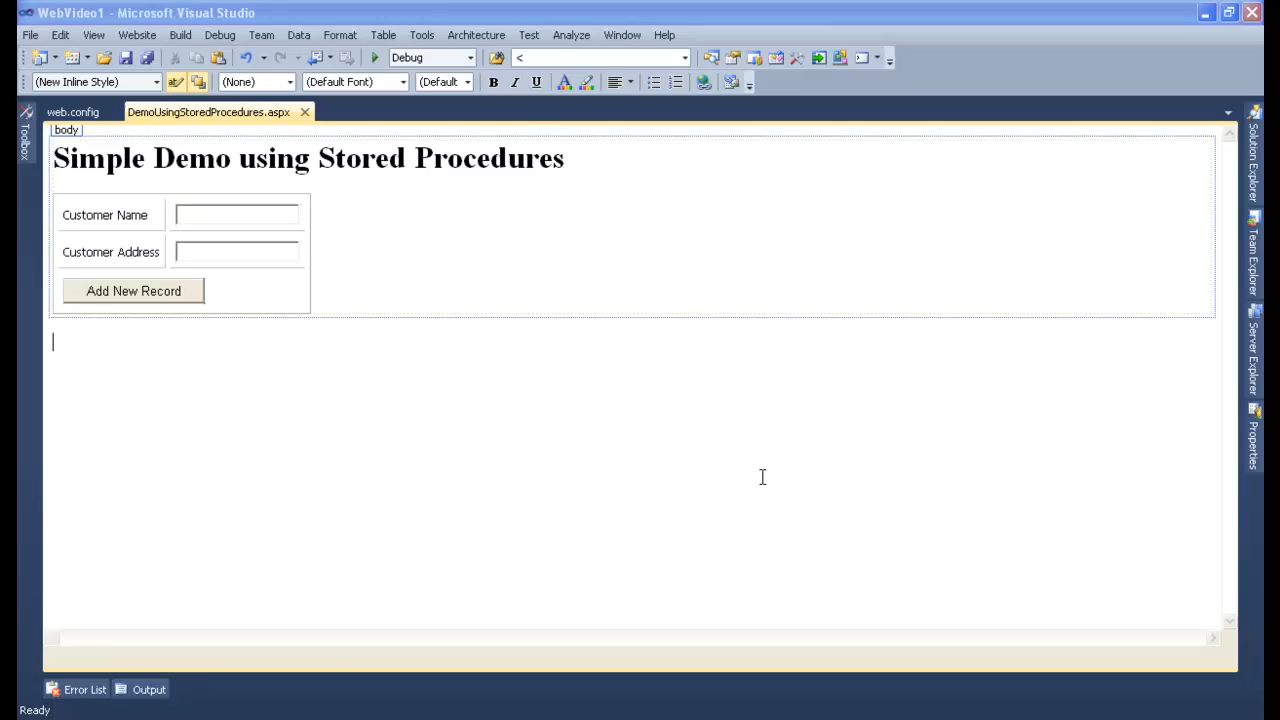 WebVideo1 - Microsoft Visual Studio
File Edit View Website Build Debug Team Data Format Table Tools Architecture Test Analyze Window Help
Debug <
(New Inline Style) ab (None) (Default Font) (Default B I U A
web.config DemoUsingStoredProcedures.aspx
Toolbox
body
Simple Demo using Stored Procedures
Customer Name
Customer Address
Add New Record
Solution Explorer
Team Explorer
Server Explorer
Properties
Error List Output
Ready